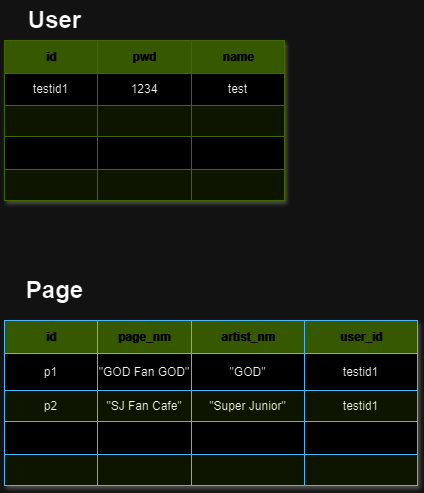 User
id pwd name
testid1 1234 test
Page
id page_nm artist_nm user_id
p1 "GOD Fan GOD" "GOD" testid1
p2 "SJ Fan Cafe" "Super Junior" testid1